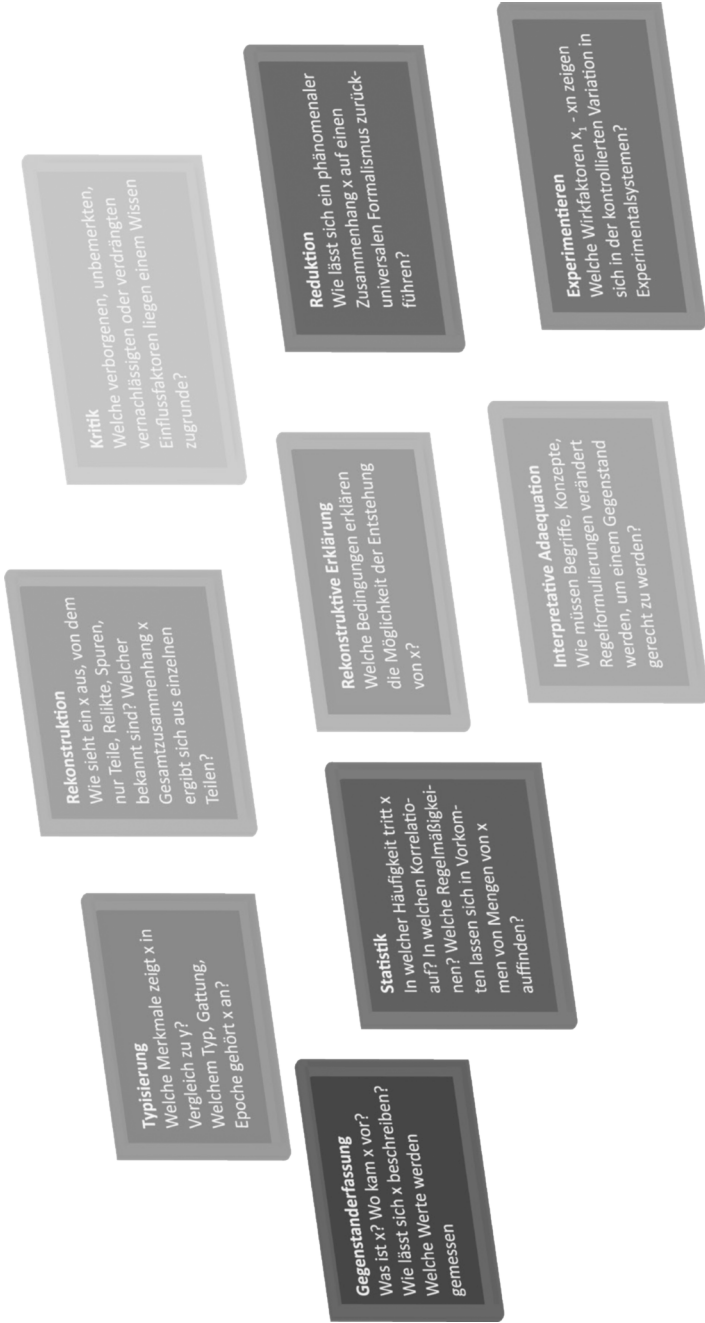 Gegenstanderfassung
Was ist x? Wo kam x vor?
Wie lässt sich x beschreiben?
Welche Werte werden
gemessen
Typisierung
Welche Merkmale zeigt x in
Vergleich zu y?
Welchem Typ, Gattung,
Epoche gehört x an?
Statistik
In welcher Häufigkeit tritt x
auf? In welchen Korrelatio-
nen? Welche Regelmäßigkei-
ten lassen sich in Vorkom-
men von Mengen von x
auffinden?
Rekonstruktion
Wie sieht ein x aus, von dem
nur Teile, Relikte, Spuren,
bekannt sind? Welcher
Gesamtzusammenhang x
ergibt sich aus einzelnen
Teilen?
Rekonstruktive Erklärung
Welche Bedingungen erklären
die Möglichkeit der Entstehung
von x?
Interpretative Adaequation
Wie müssen Begriffe, Konzepte,
Regelformulierungen verändert
werden, um einem Gegenstand
gerecht zu werden?
Kritik
Welche verborgenen, unbemerkten,
vernachlässigten oder verdrängten
Einflussfaktoren liegen einem Wissen
zugrunde?
Reduktion
Wie lässt sich ein phänomenaler
Zusammenhang x auf einen
universalen Formalismus zurück-
führen?
Experimentieren
Welche Wirkfaktoren x₁ - xn zeigen
sich in der kontrollierten Variation in
Experimentalsystemen?